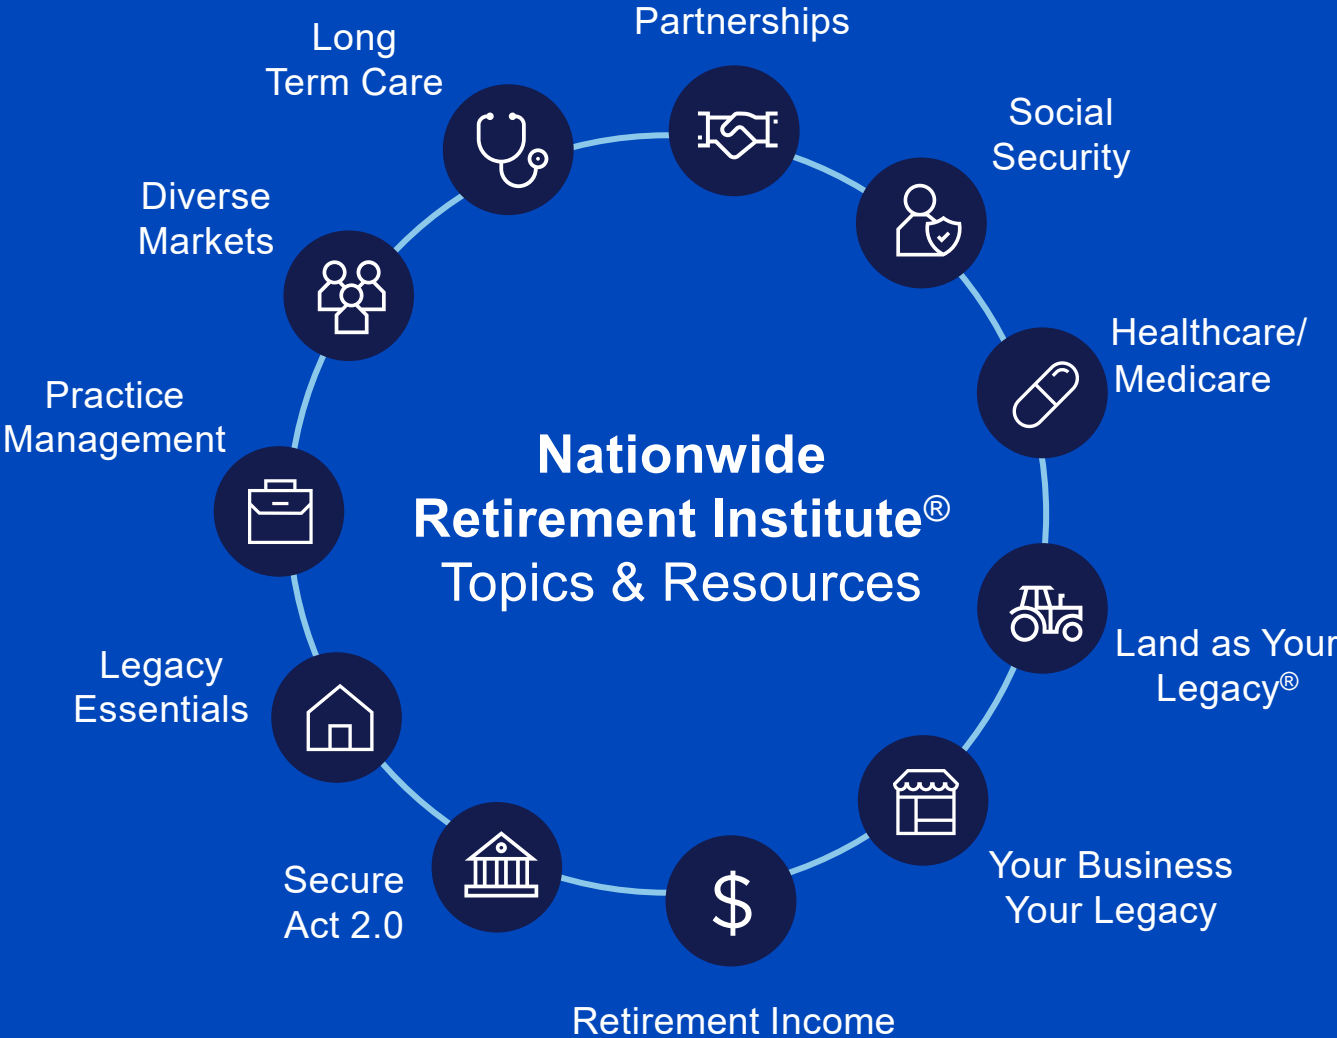 Partnerships
Long
Term Care
Social
Security
Diverse
Markets
Healthcare/
Medicare
Practice
Management
Nationwide
Retirement Institute®
Topics & Resources
Land as Your
Legacy®
Legacy
Essentials
Your Business
Your Legacy
Secure
Act 2.0
$
Retirement Income